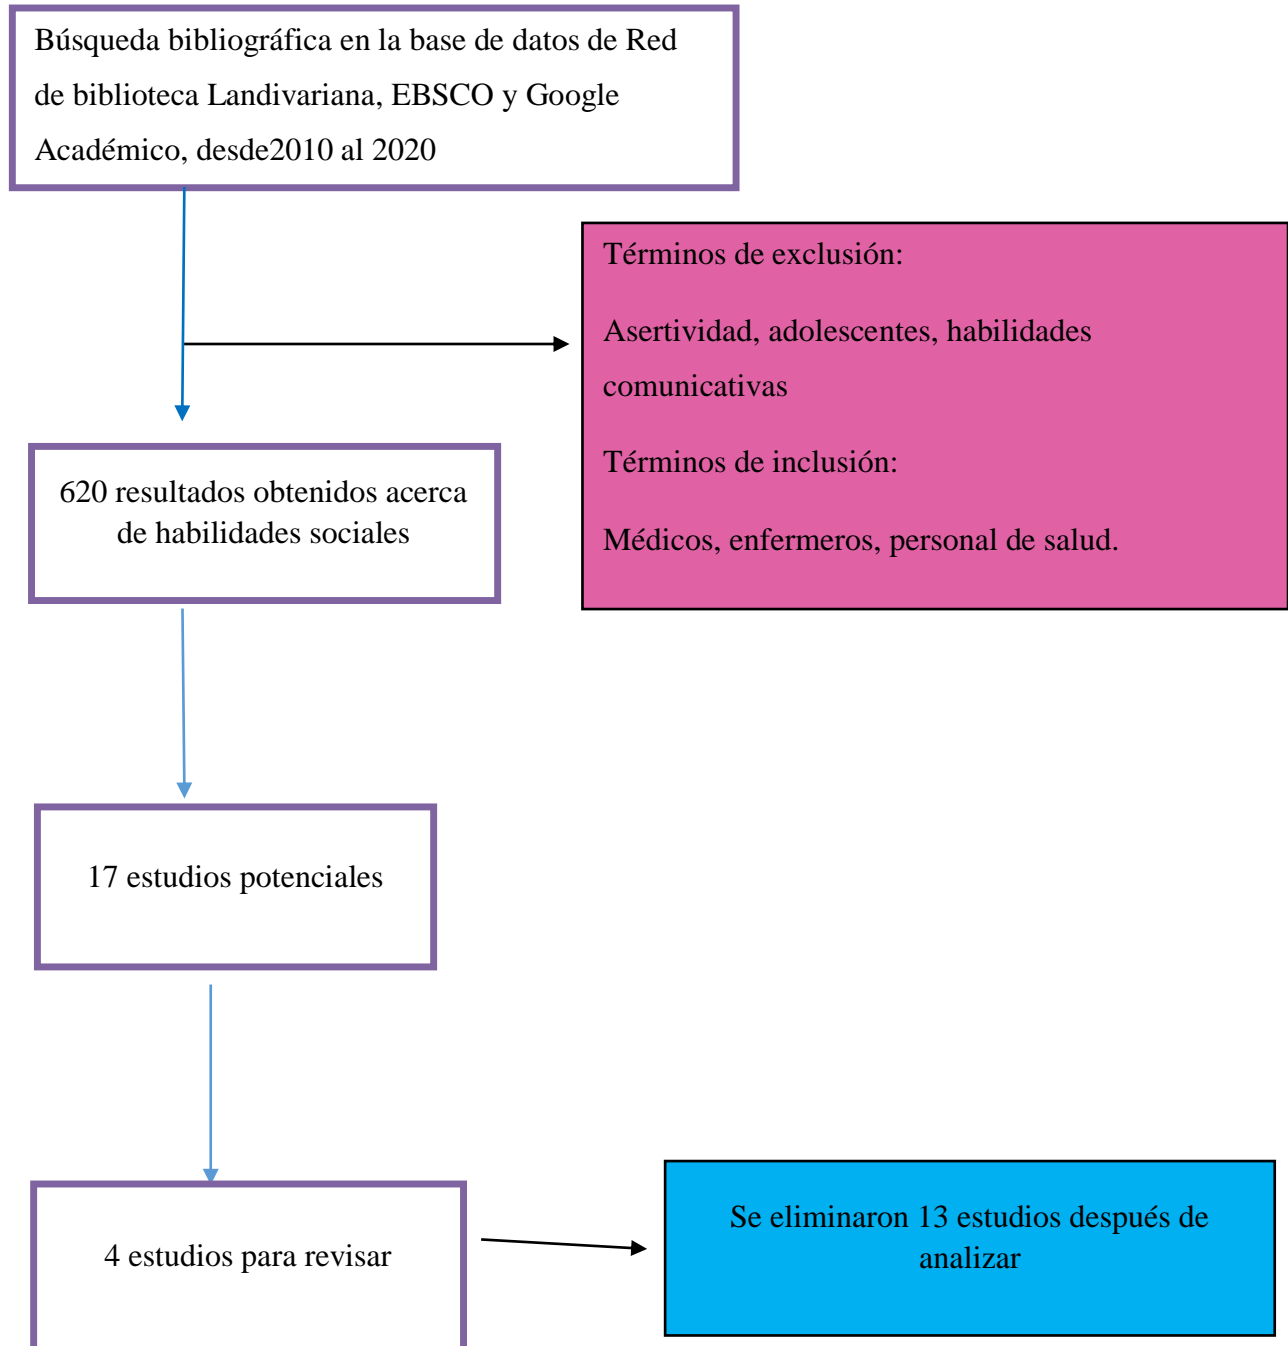 Búsqueda bibliográfica en la base de datos de Red
de biblioteca Landivariana, EBSCO y Google
Académico, desde2010 al 2020
Términos de exclusión:
Asertividad, adolescentes, habilidades
comunicativas
Términos de inclusión:
Médicos, enfermeros, personal de salud.
620 resultados obtenidos acerca
de habilidades sociales
17 estudios potenciales
4 estudios para revisar
Se eliminaron 13 estudios después de
analizar